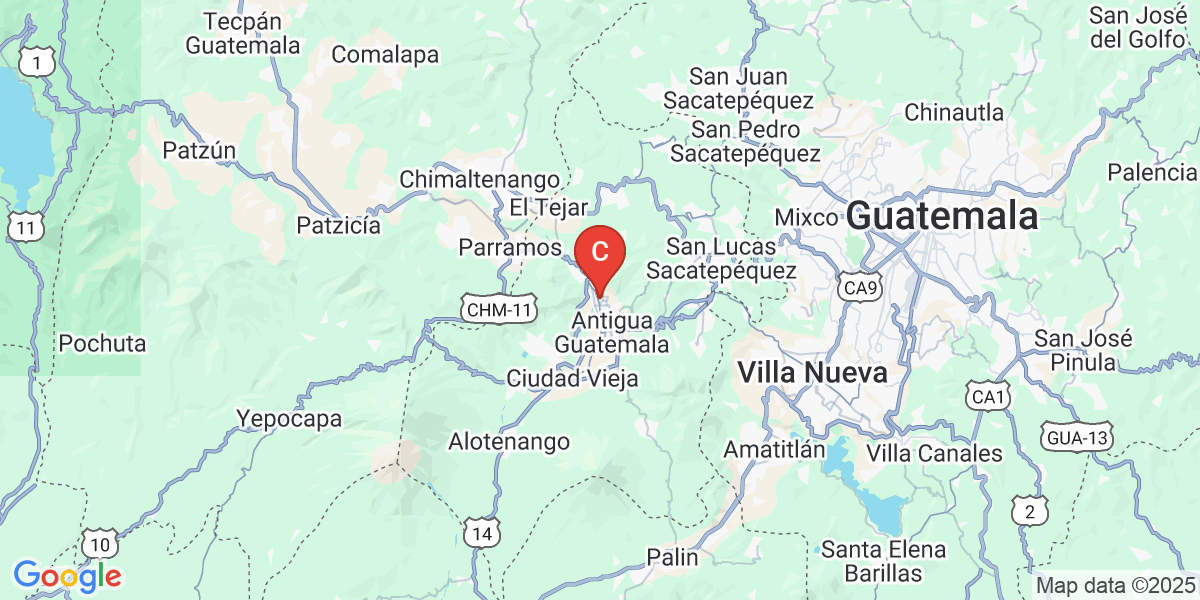 Tecpán
Guatemala
Comalapa
San José
del Golfo
1
San Juan
Sacatepéquez
Chinautla
San Pedro
Sacatepéquez
Patzún
Palencia
Chimaltenango
El Tejar
Patzicía
Mixco
Guatemala
11
Parramos
C
San Lucas
Sacatepéquez
CA9
CHM-11
Antigua
Guatemala
Pochuta
San José
Pinula
Ciudad Vieja
Villa Nueva
CA1
Yepocapa
Alotenango
Amatitlán
Villa Canales
GUA-13
2
14
10
Palin
Santa Elena
Barillas
Google
Map data ©2025